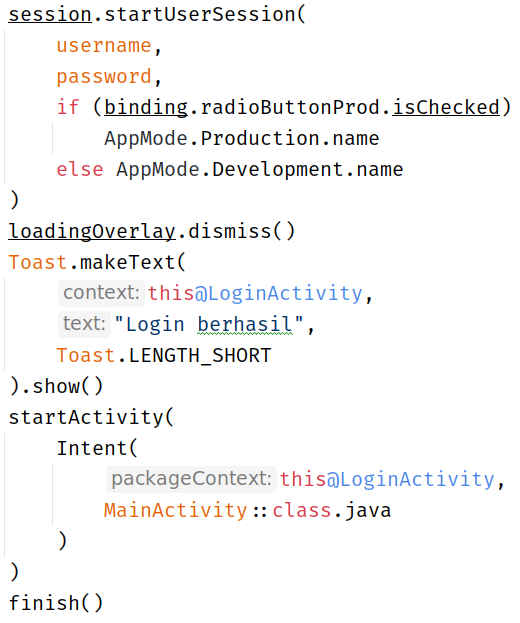 session.startUserSession(
    username,
    password,
    if (binding.radioButtonProd.isChecked)
        AppMode.Production.name
    else AppMode.Development.name
)
loadingOverlay.dismiss()
Toast.makeText(
    context: this@LoginActivity,
    text: "Login berhasil",
    Toast.LENGTH_SHORT
).show()
startActivity(
    Intent(
        packageContext: this@LoginActivity,
        MainActivity::class.java
    )
)
finish()